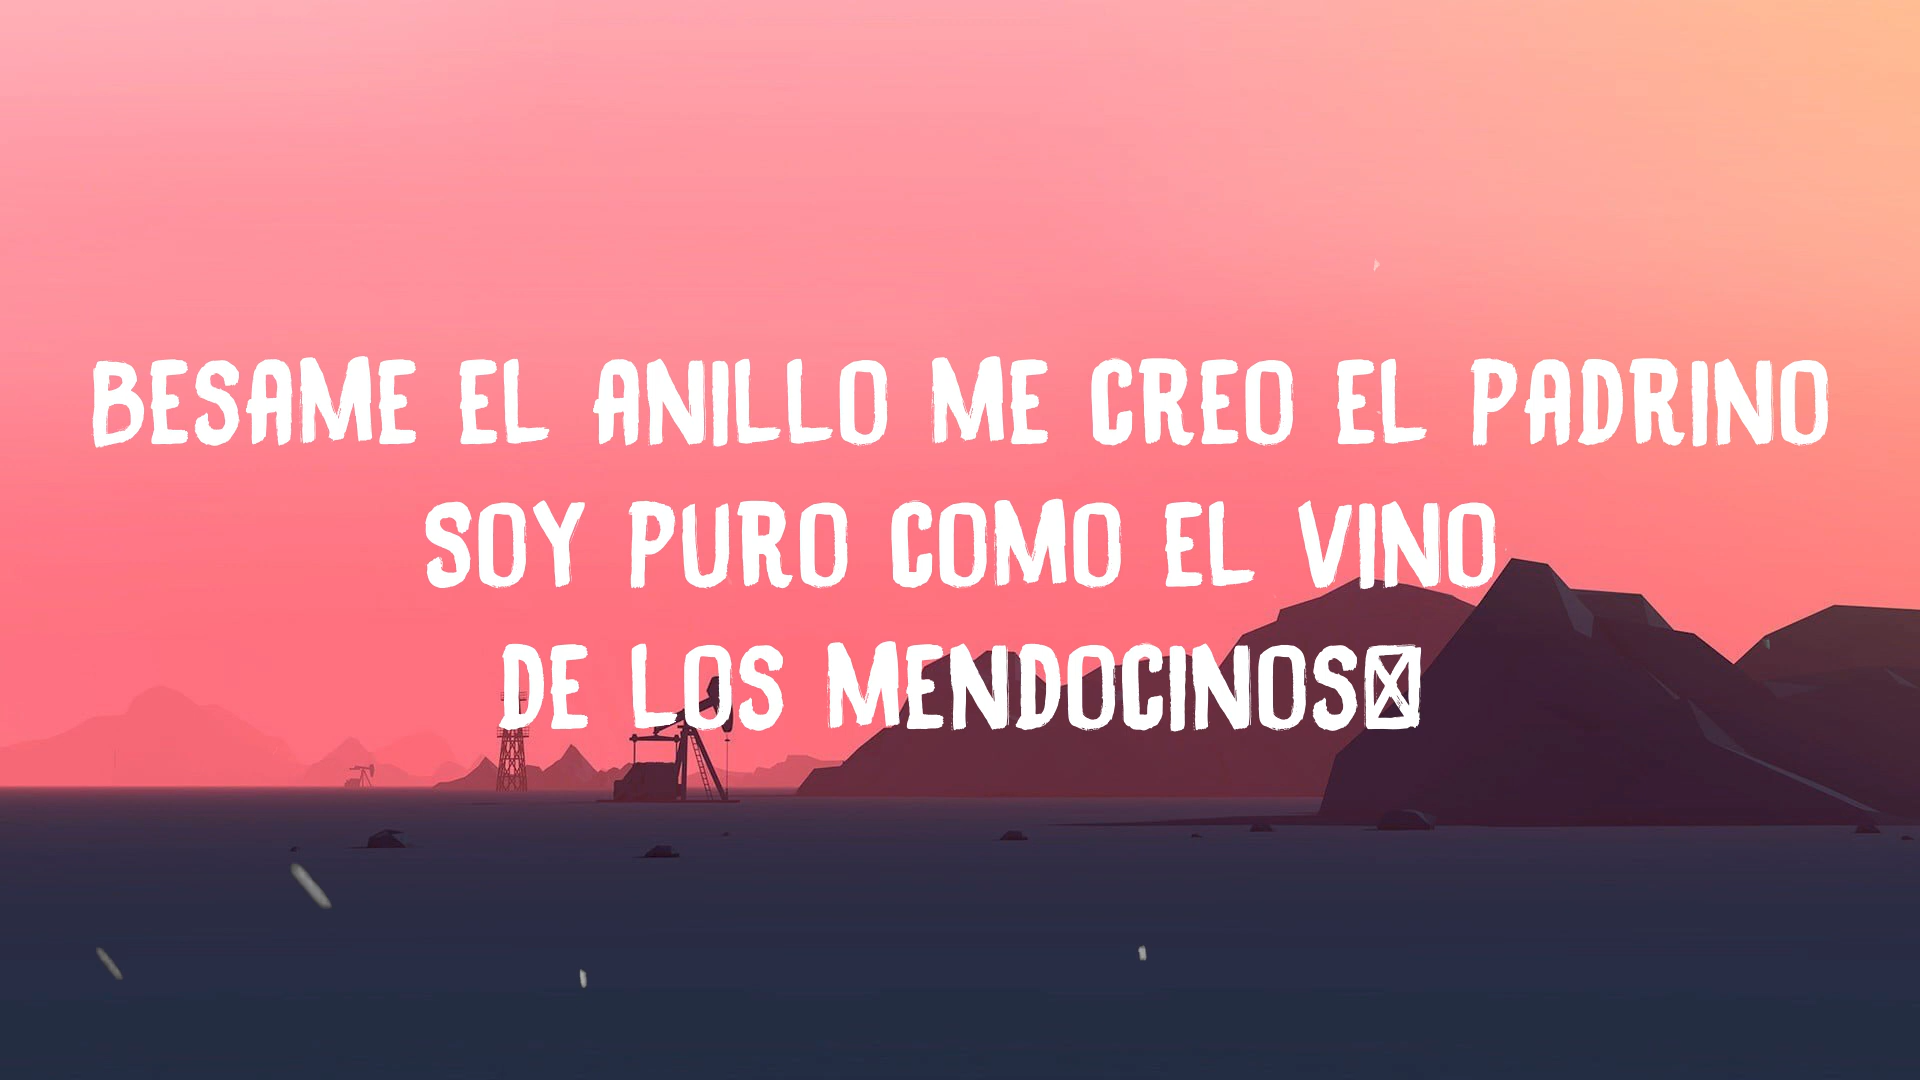 BESAME EL ANILLO ME CREO EL PADRINO
SOY PURO COMO EL VINO
DE LOS MENDOCINOS